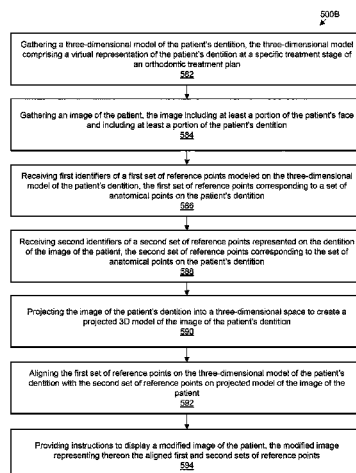 500B
Gathering a three-dimensional model of the patient's dentition, the three-dimensional model
comprising a virtual representation of the patient's dentition at a specific treatment stage of
an orthodontic treatment plan
582
Gathering an image of the patient, the image including at least a portion of the patient's face
and including at least a portion of the patient's dentition
584
Receiving first identifiers of a first set of reference points modeled on the three-dimensional
model of the patient's dentition, the first set of reference points corresponding to a set of
anatomical points on the patient's dentition
586
Receiving second identifiers of a second set of reference points represented on the dentition
of the image of the patient, the second set of reference points corresponding to the set of
anatomical points on the patient's dentition
588
Projecting the image of the patient's dentition into a three-dimensional space to create a
projected 3D model of the image of the patient's dentition
590
Aligning the first set of reference points on the three-dimensional model of the patient's
dentition with the second set of reference points on projected model of the image of the
patient
592
Providing instructions to display a modified image of the patient, the modified image
representing thereon the aligned first and second sets of reference points
594